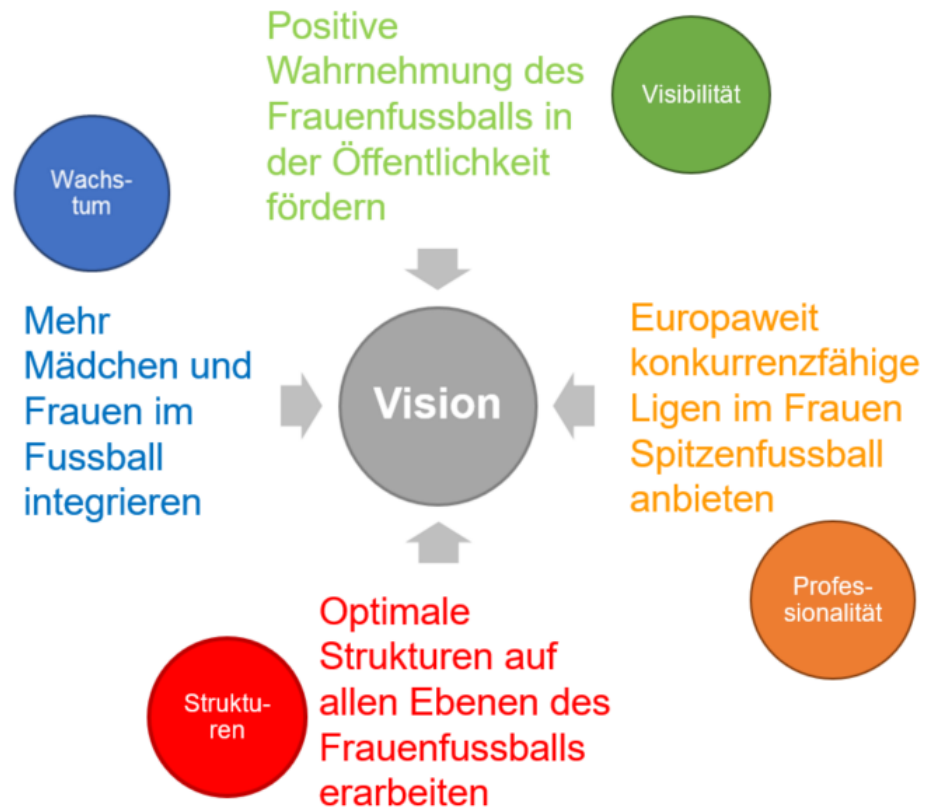 Positive
Wahrnehmung des
Frauenfussballs in
der Öffentlichkeit
fördern
Visibilität
Wachs-
tum
Mehr
Mädchen und
Frauen im
Fussball
integrieren
Vision
Europaweit
konkurrenzfähige
Ligen im Frauen
Spitzenfussball
anbieten
Profes-
sionalität
Struktu-
ren
Optimale
Strukturen auf
allen Ebenen des
Frauenfussballs
erarbeiten